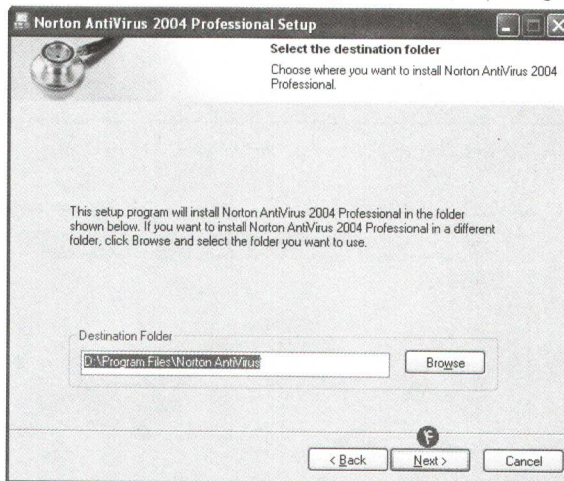 Norton AntiVirus 2004 Professional Setup
Select the destination folder
Choose where you want to install Norton AntiVirus 2004
Professional.
This setup program will install Norton AntiVirus 2004 Professional in the folder
shown below. If you want to install Norton AntiVirus 2004 Professional in a different
folder, click Browse and select the folder you want to use.
Destination Folder
D:\Program Files\Norton AntiVirus
Browse
۴
< Back
Next >
Cancel